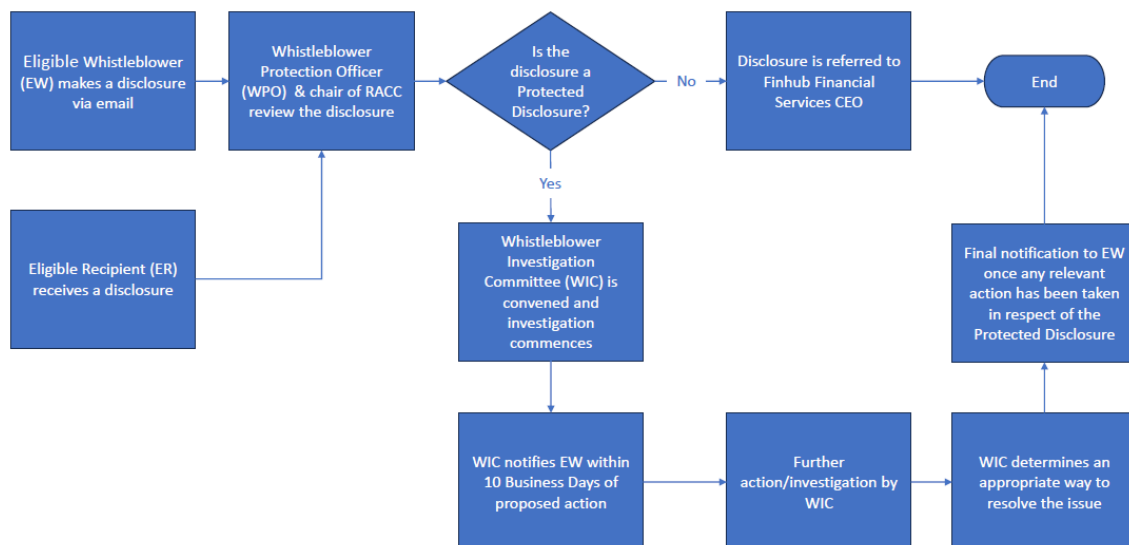 Eligible Whistleblower
(EW) makes a disclosure
via email
Whistleblower
Protection Officer
(WPO) & chair of RACC
review the disclosure
Is the
disclosure a
Protected
Disclosure?
No
Disclosure is referred to
Finhub Financial
Services CEO
End
Yes
Eligible Recipient (ER)
receives a disclosure
Whistleblower
Investigation
Committee (WIC) is
convened and
investigation
commences
Final notification to EW
once any relevant
action has been taken
in respect of the
Protected Disclosure
WIC notifies EW within
10 Business Days of
proposed action
Further
action/investigation by
WIC
WIC determines an
appropriate way to
resolve the issue